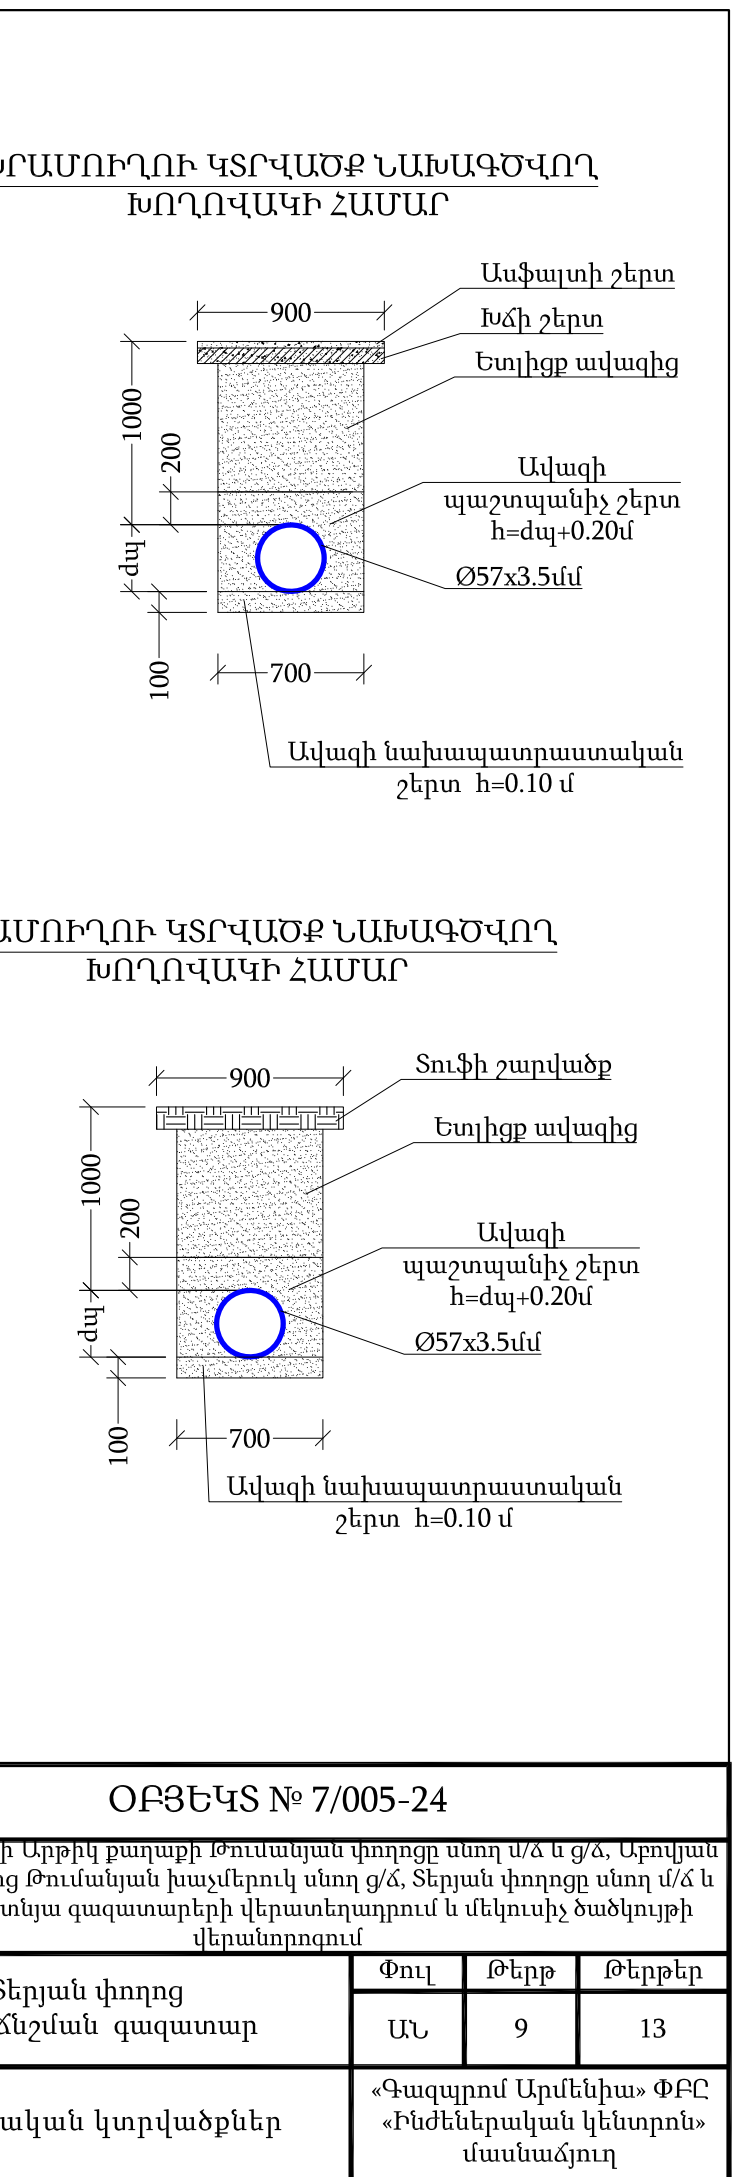 ԽՐԱՄՈՒՂՈՒ ԿՏՐՎԱԾՔ ՆԱԽԱԳԾՎՈՂ
ԽՈՂՈՎԱԿԻ ՀԱՄԱՐ
Ասֆալտի շերտ
Խճի շերտ
Ետլիցք ավազից
900
1000
200
Ավազի
պաշտպանիչ շերտ
h=dպ+0.20մ
dպ
Ø57x3.5մմ
100
700
Ավազի նախապատրաստական
շերտ h=0.10 մ
ԱՄՈՒՂՈՒ ԿՏՐՎԱԾՔ ՆԱԽԱԳԾՎՈՂ
ԽՈՂՈՎԱԿԻ ՀԱՄԱՐ
Տուֆի շարվածք
900
Ետլիցք ավազից
1000
200
Ավազի
պաշտպանիչ շերտ
h=dպ+0.20մ
dպ
Ø57x3.5մմ
100
700
Ավազի նախապատրաստական
շերտ h=0.10 մ
ՕԲՅԵԿՏ № 7/005-24
ի Արթիկ քաղաքի Թումանյան փողոցը սնող մ/ճ և ց/ճ, Աբովյան
ց Թումանյան խաչմերուկ սնող ց/ճ, Տերյան փողոցը սնող մ/ճ և
տնյա գազատարերի վերատեղադրում և մեկուսիչ ծածկույթի
վերանորոգում
Տերյան փողոց
ճնշման գազատար
Փուլ Թերթ Թերթեր
ԱՆ 9 13
ական կտրվածքներ
«Գազպրոմ Արմենիա» ՓԲԸ
«Ինժեներական կենտրոն»
մասնաճյուղ